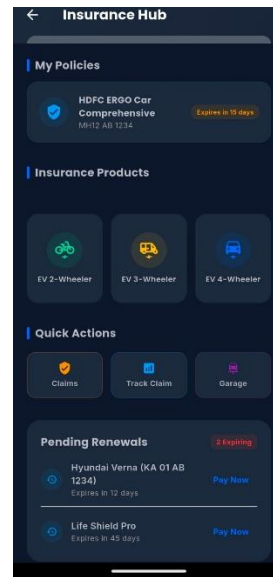 Insurance Hub
My Policies
HDFC ERGO Car
Comprehensive
Expires in 15 days
MH12 AB 1234
Insurance Products
EV 2-Wheeler
EV 3-Wheeler
EV 4-Wheeler
Quick Actions
Claims
Track Claim
Garage
Pending Renewals
2 Expiring
Hyundai Verna (KA 01 AB
1234)
Pay Now
Expires in 12 days
Life Shield Pro
Pay Now
Expires in 45 days